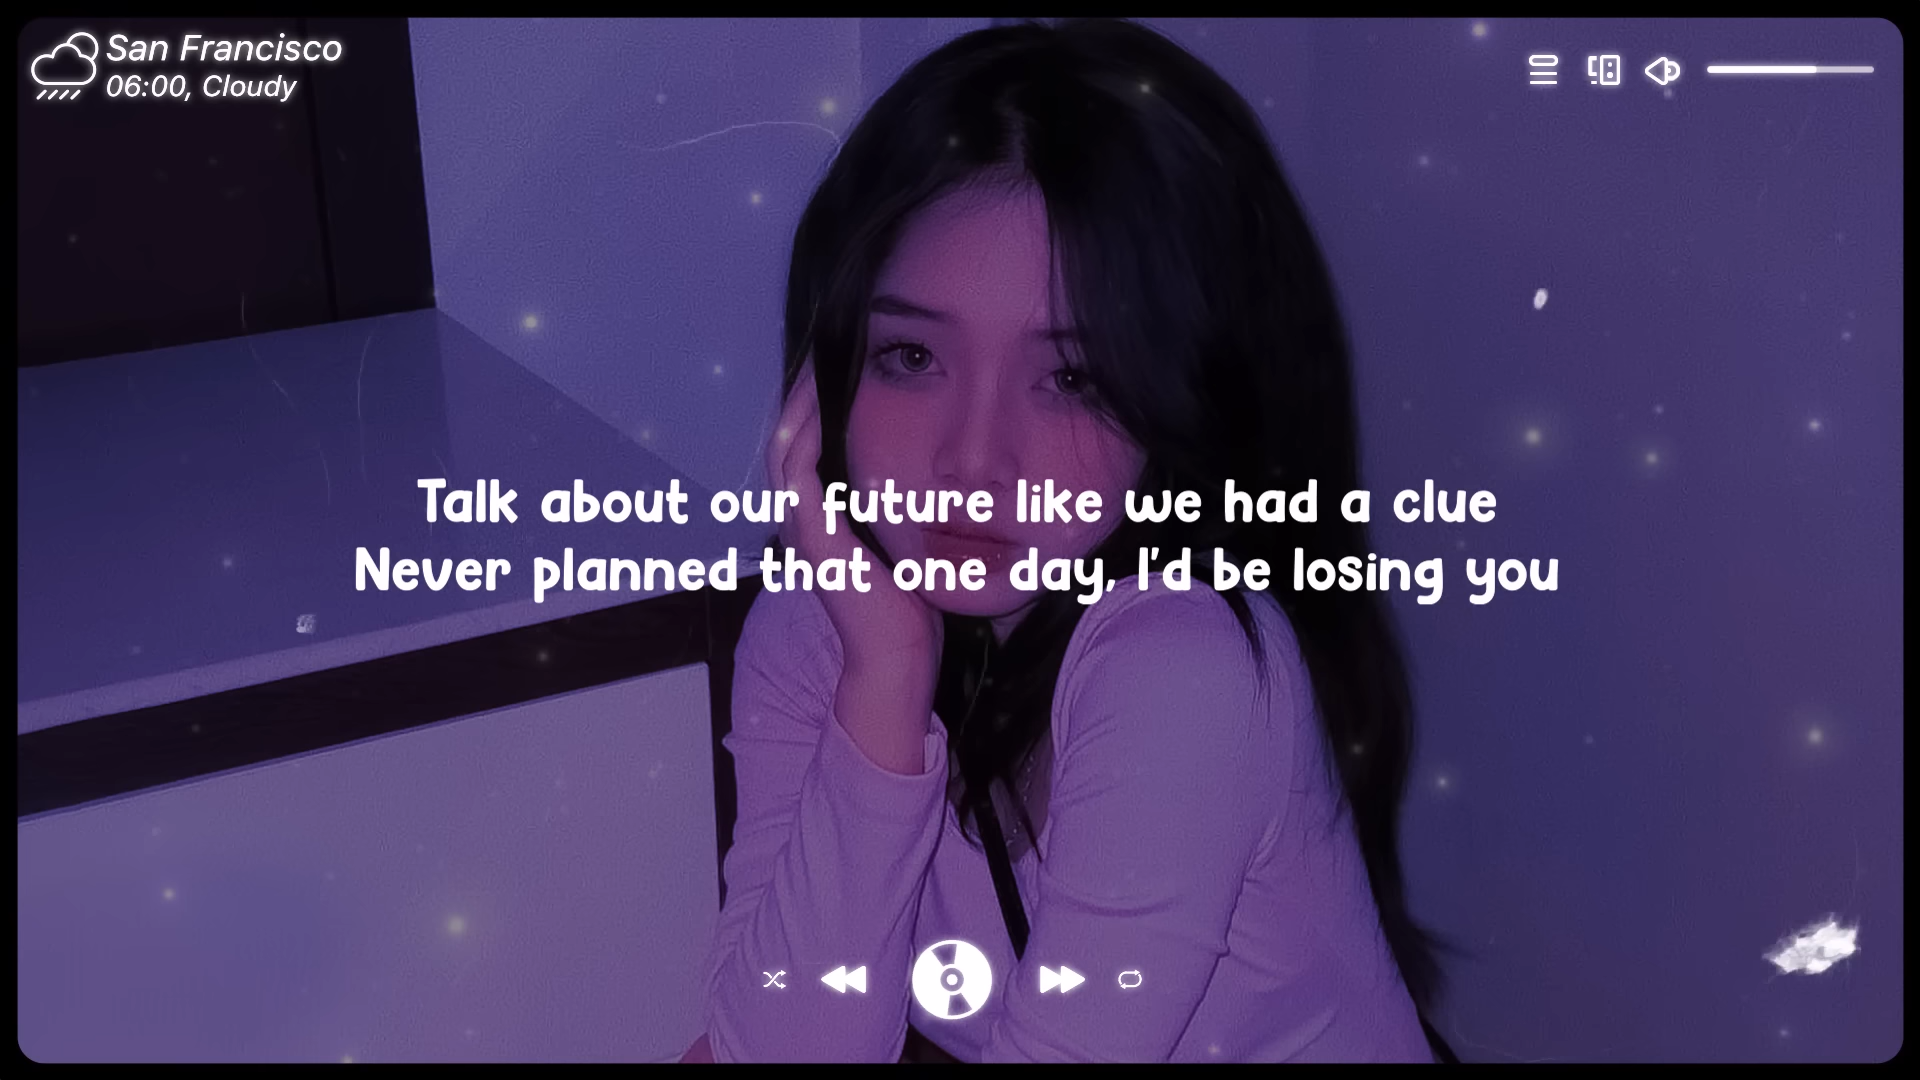 San Francisco
06:00, Cloudy
Talk about our future like we had a clue
Never planned that one day, I'd be losing you